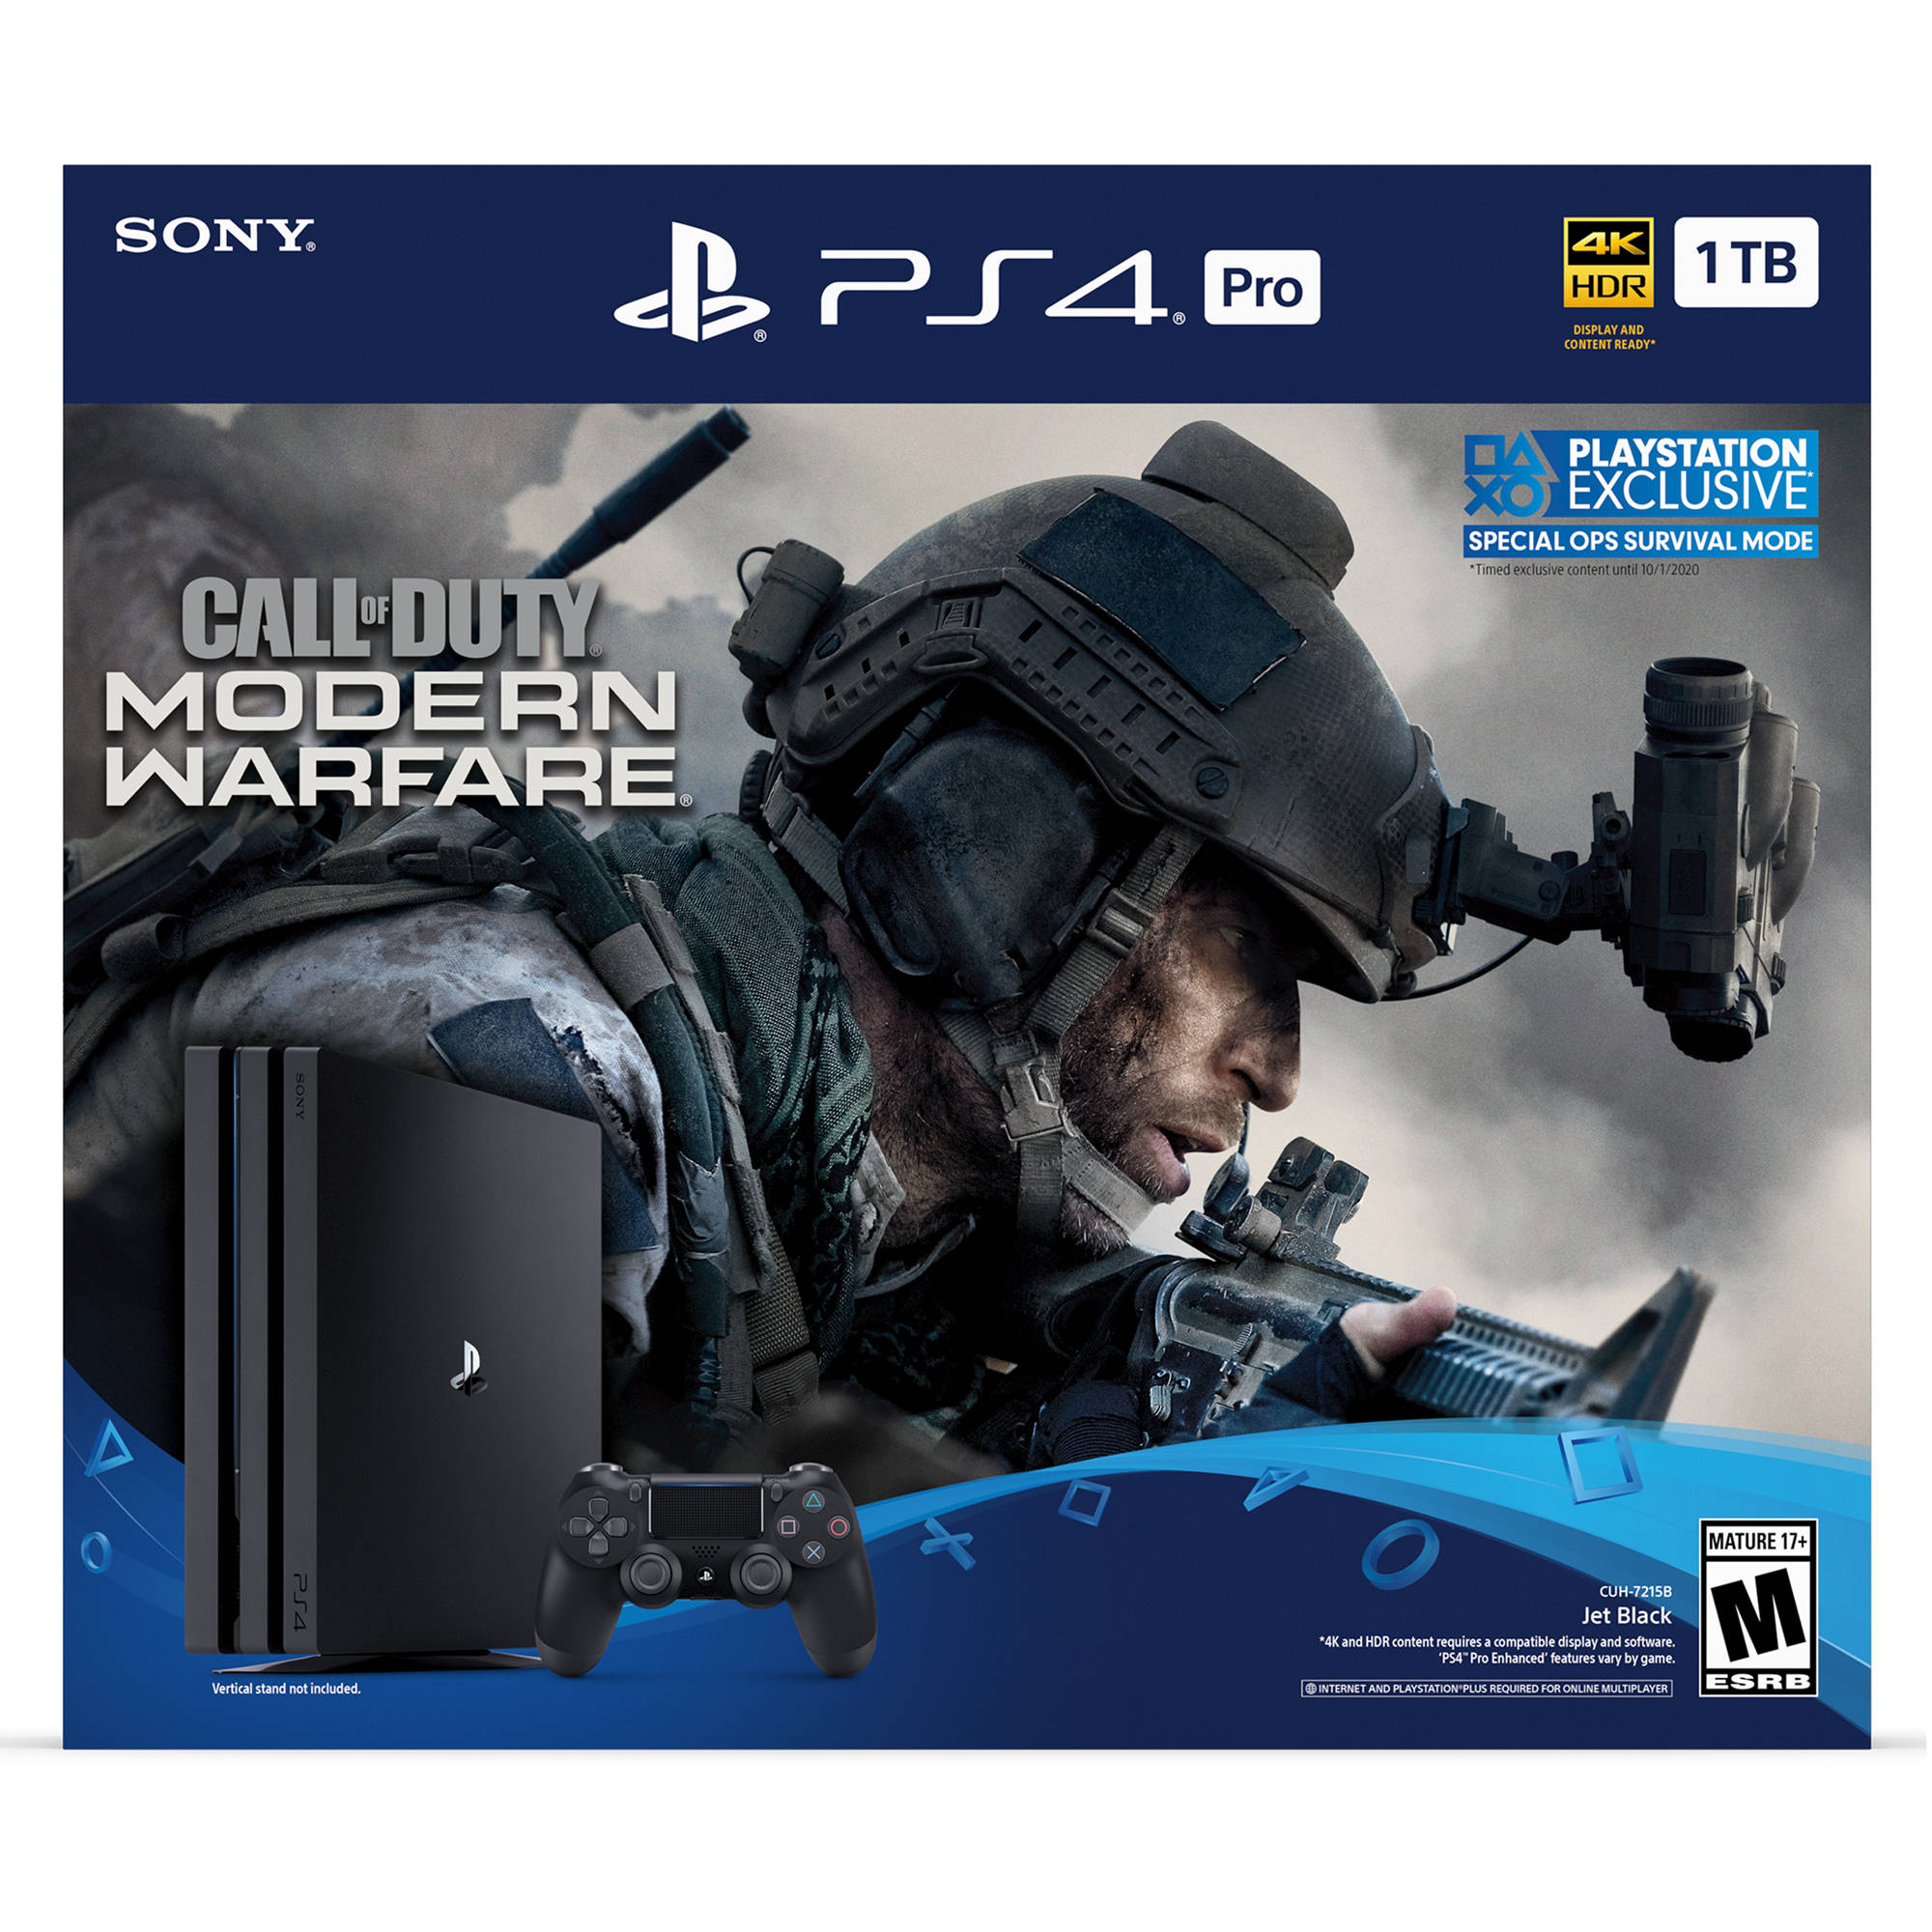 SONY®
PS4® Pro
4K
HDR
DISPLAY AND
CONTENT READY*
1 TB
PLAYSTATION
EXCLUSIVE*
SPECIAL OPS SURVIVAL MODE
*Timed exclusive content until 10/1/2020
CALL OF DUTY®
MODERN
WARFARE®
SONY
PS4
Vertical stand not included.
CUH-7215B
Jet Black
*4K and HDR content requires a compatible display and software.
'PS4™ Pro Enhanced' features vary by game.
INTERNET AND PLAYSTATION®PLUS REQUIRED FOR ONLINE MULTIPLAYER
MATURE 17+
M
ESRB